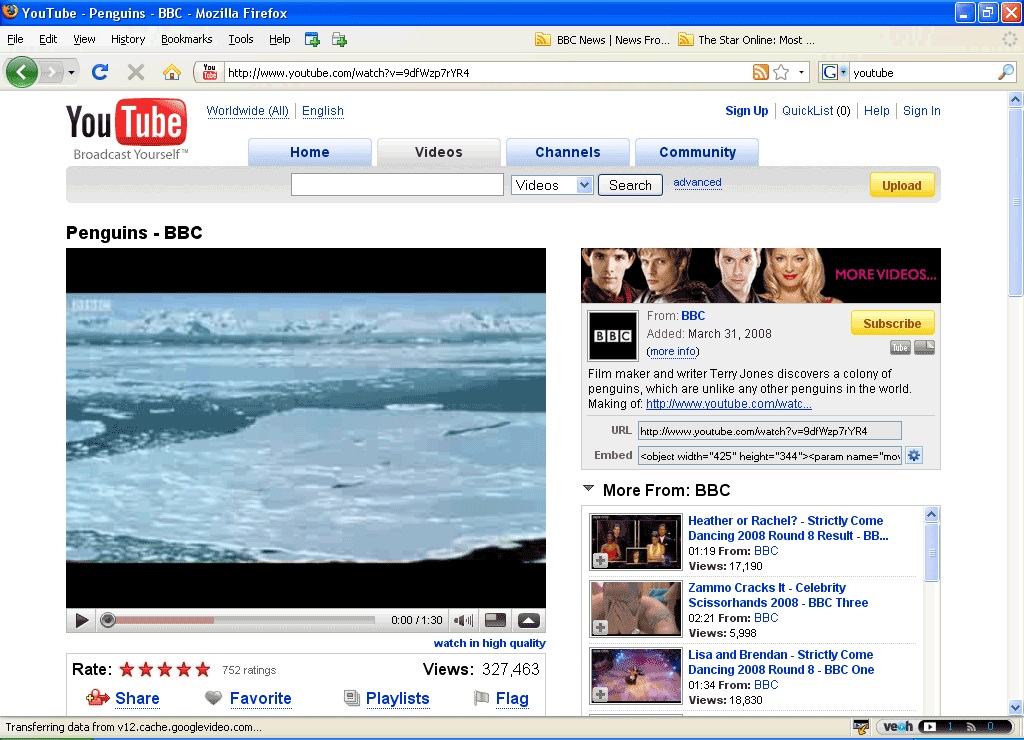 YouTube - Penguins - BBC - Mozilla Firefox
File Edit View History Bookmarks Tools Help
BBC News | News Fro... The Star Online: Most ...
You Tube http://www.youtube.com/watch?v=9dfWzp7rYR4
G youtube
You Tube
Broadcast Yourself™
Worldwide (All) English
Sign Up QuickList (0) Help Sign In
Home Videos Channels Community
Videos Search advanced Upload
Penguins - BBC
BBC
0:00 / 1:30
watch in high quality
Rate: 752 ratings Views: 327,463
Share Favorite Playlists Flag
MORE VIDEOS...
BBC
From: BBC
Added: March 31, 2008
(more info)
Subscribe
Tube
Film maker and writer Terry Jones discovers a colony of
penguins, which are unlike any other penguins in the world.
Making of: http://www.youtube.com/watc...
URL http://www.youtube.com/watch?v=9dfWzp7rYR4
Embed <object width="425" height="344"><param name="mov
More From: BBC
Heather or Rachel? - Strictly Come
Dancing 2008 Round 8 Result - BB...
01:19 From: BBC
Views: 17,190
Zammo Cracks It - Celebrity
Scissorhands 2008 - BBC Three
02:21 From: BBC
Views: 5,998
Lisa and Brendan - Strictly Come
Dancing 2008 Round 8 - BBC One
01:34 From: BBC
Views: 18,830
Transferring data from v12.cache.googlevideo.com...
veoh 1 0